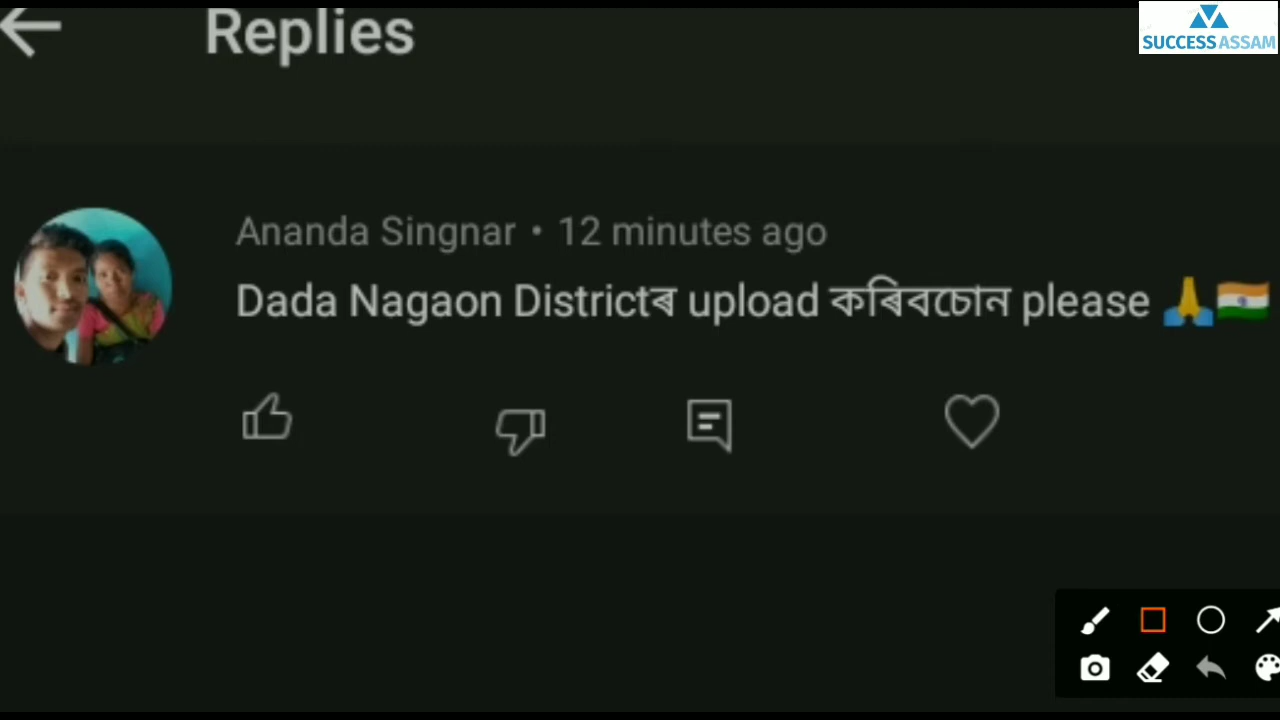 SUCCESS ASSAM
Replies
Ananda Singnar • 12 minutes ago
Dada Nagaon Districtৰ upload কৰিবচোন please 🙏🇮🇳